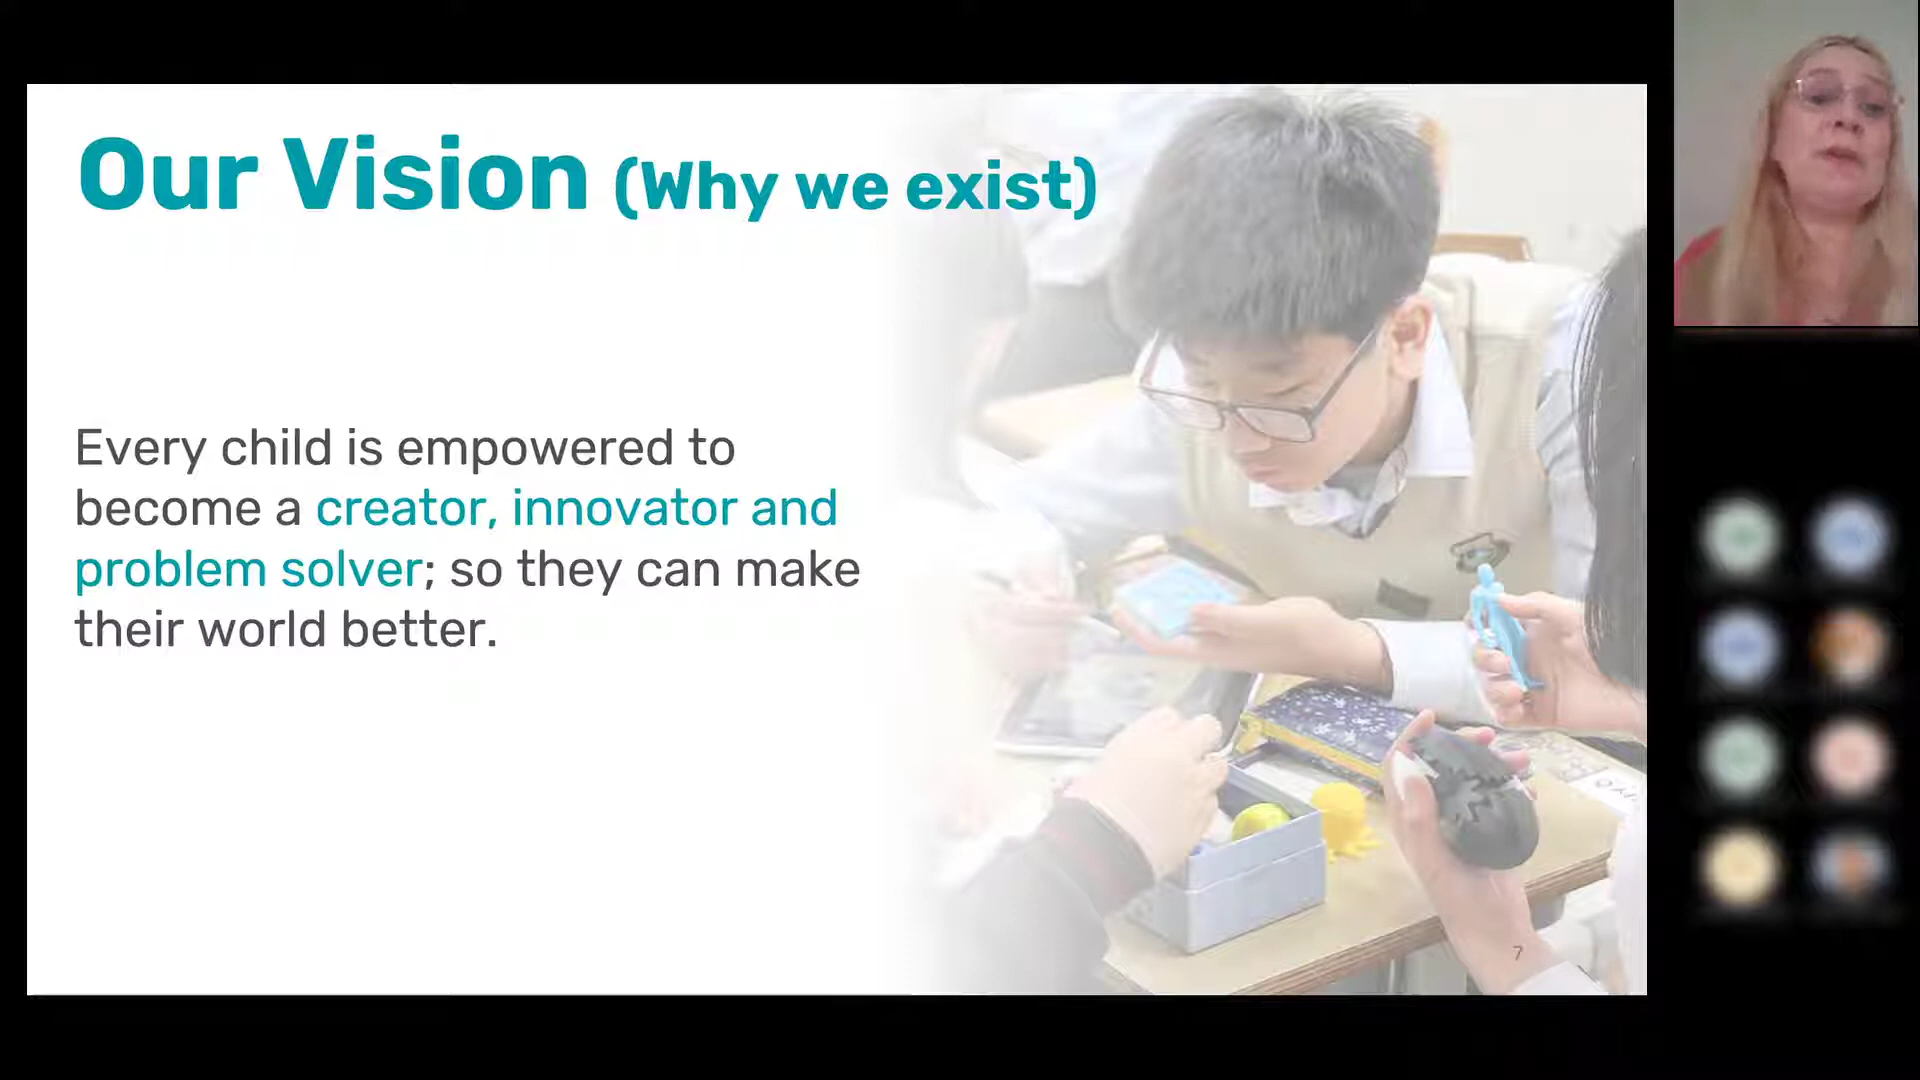 Our Vision (Why we exist)
Every child is empowered to
become a creator, innovator and
problem solver; so they can make
their world better.
7